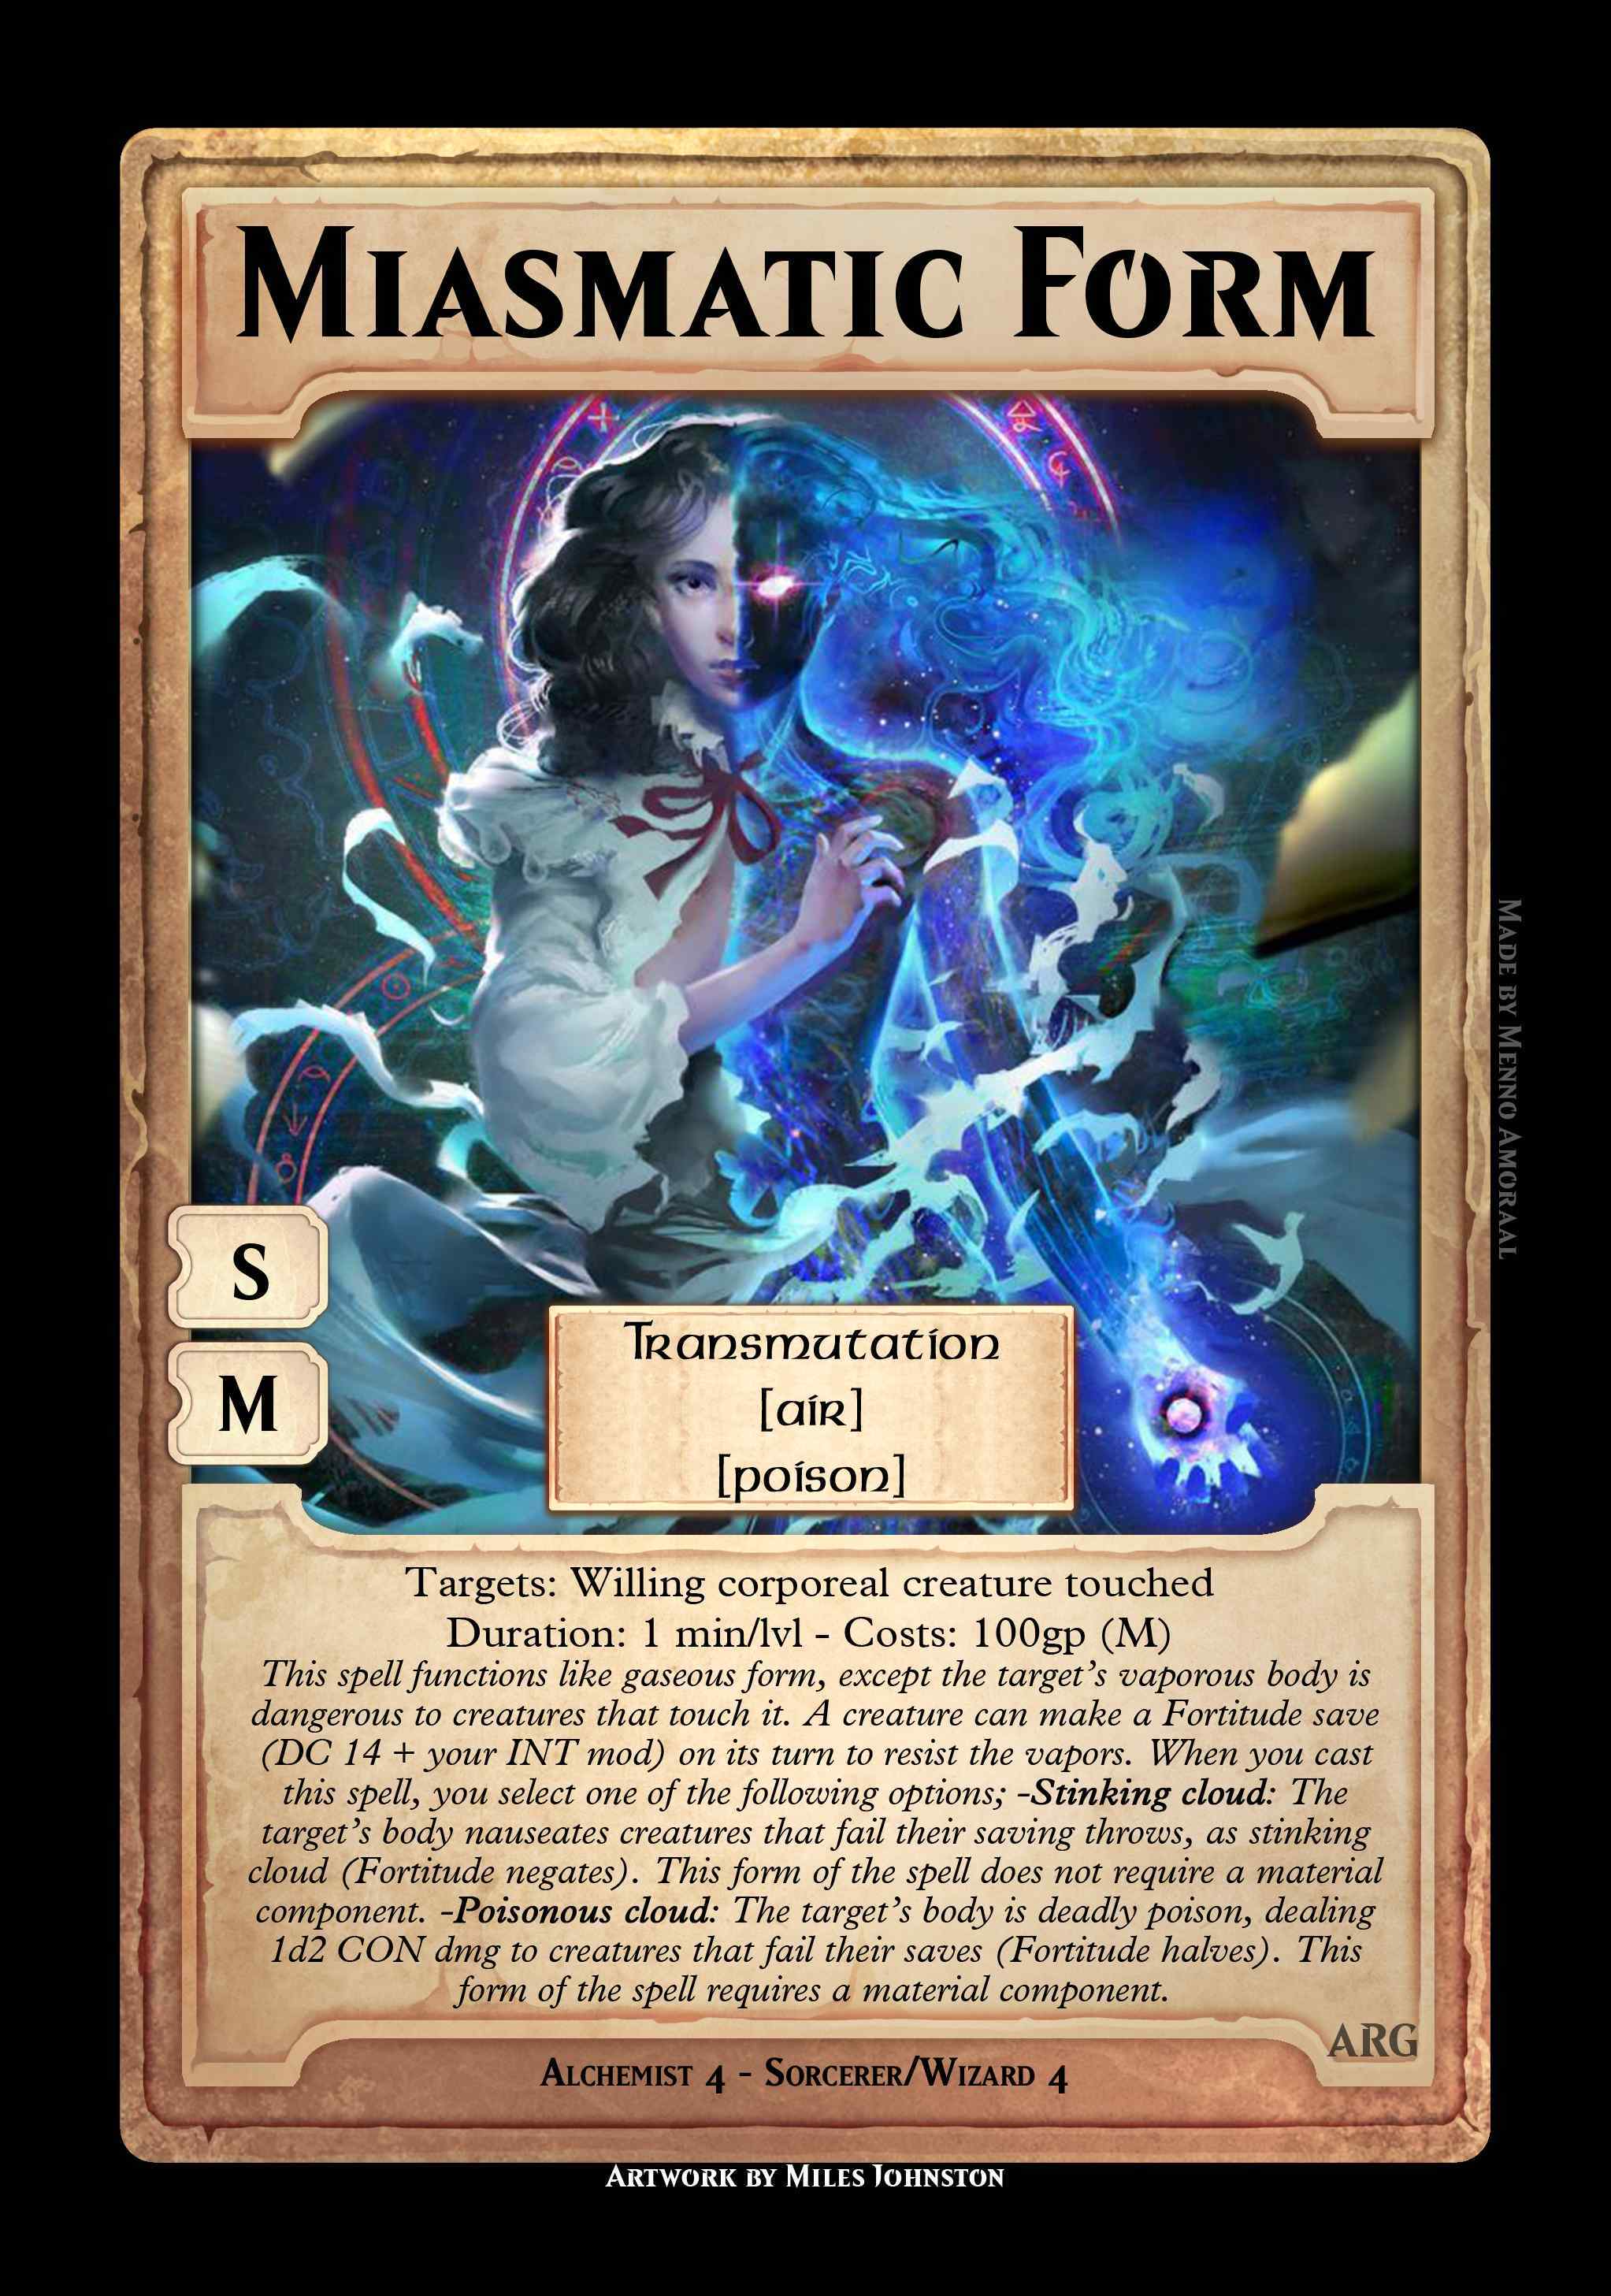 Miasmatic Form
S
M
Transmutation
[air]
[poison]
Targets: Willing corporeal creature touched
Duration: 1 min/lvl - Costs: 100gp (M)
This spell functions like gaseous form, except the target's vaporous body is
dangerous to creatures that touch it. A creature can make a Fortitude save
(DC 14 + your INT mod) on its turn to resist the vapors. When you cast
this spell, you select one of the following options; -Stinking cloud: The
target's body nauseates creatures that fail their saving throws, as stinking
cloud (Fortitude negates). This form of the spell does not require a material
component. -Poisonous cloud: The target's body is deadly poison, dealing
1d2 CON dmg to creatures that fail their saves (Fortitude halves). This
form of the spell requires a material component.
ARG
Alchemist 4 - Sorcerer/Wizard 4
Artwork by Miles Johnston
Made by Menno Amoraal